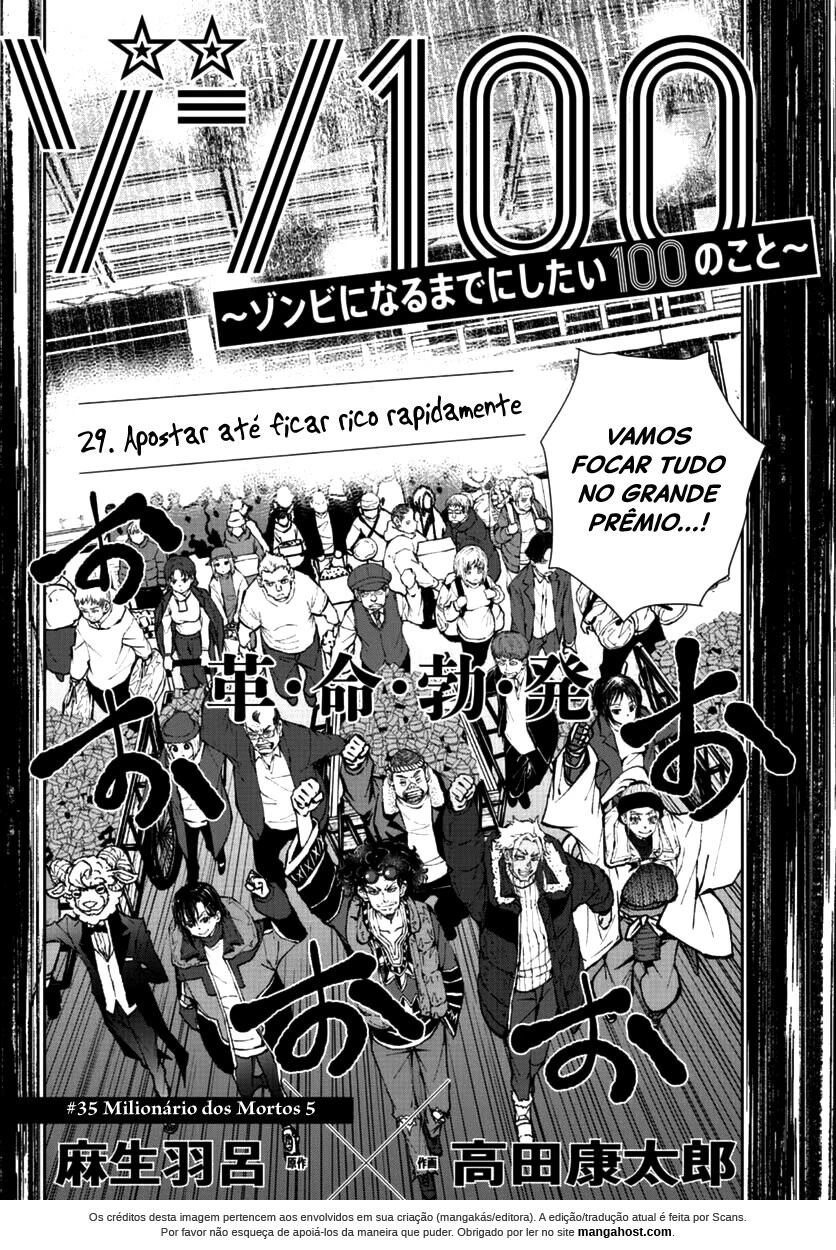 ゾン100
~ゾンビになるまでにしたい100のこと~
29. Apostar até ficar rico rapidamente
VAMOS
FOCAR TUDO
NO GRANDE
PRÊMIO...!
お
革・命・勃・発
お
お
お
お
#35 Milionário dos Mortos 5
麻生羽呂 原作 作画 高田康太郎
Os créditos desta imagem pertencem aos envolvidos em sua criação (mangakás/editora). A edição/tradução atual é feita por Scans.
Por favor não esqueça de apoiá-los da maneira que puder. Obrigado por ler no site mangahost.com.